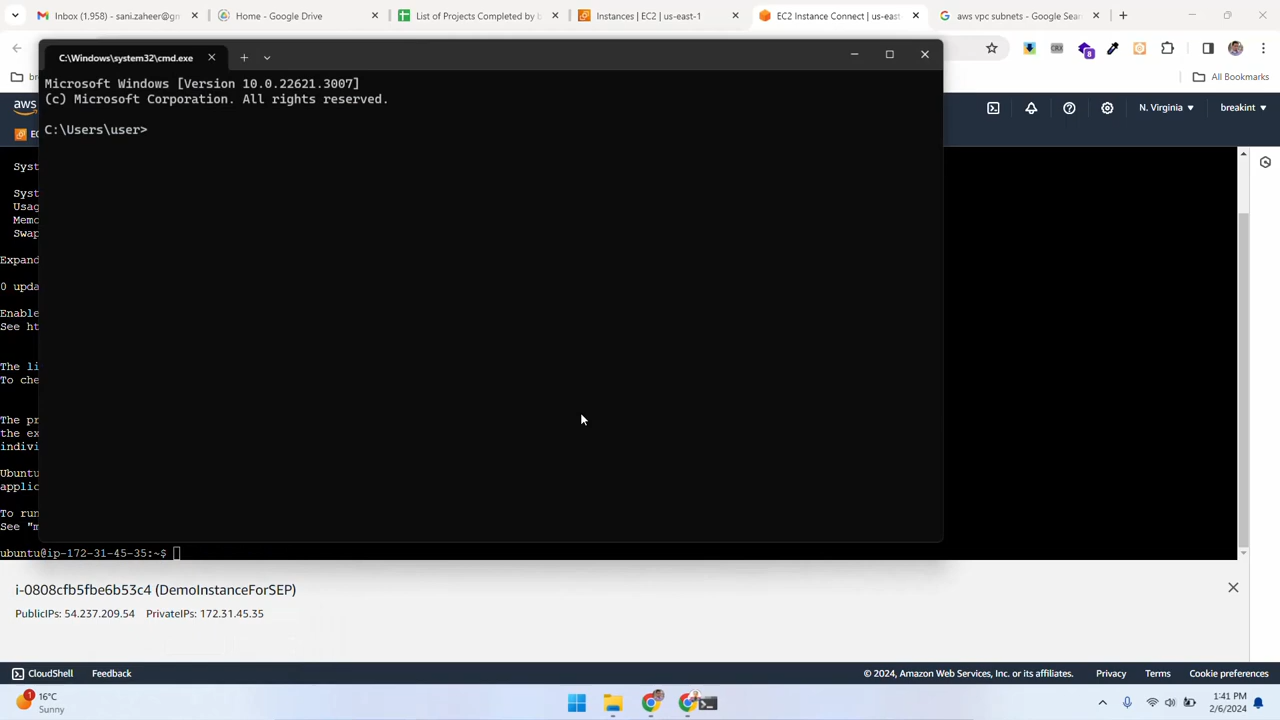 Inbox (1,958) - sani.zaheer@gn
Home - Google Drive
List of Projects Completed by b
Instances | EC2 | us-east-1
EC2 Instance Connect | us-eas
aws vpc subnets - Google Sear
C:\Windows\system32\cmd.exe
bre
All Bookmarks
aws
N. Virginia
breakint
EC
Microsoft Windows [Version 10.0.22621.3007]
(c) Microsoft Corporation. All rights reserved.
C:\Users\user>
Syst
Syst
Usag
Memo
Swap
Expand
0 upda
Enable
See ht
The li
To che
The pr
the ex
indivi
Ubuntu
applic
To run
See "m
ubuntu@ip-172-31-45-35:~$
i-0808cfb5fbe6b53c4 (DemoInstanceForSEP)
PublicIPs: 54.237.209.54 PrivateIPs: 172.31.45.35
CloudShell
Feedback
© 2024, Amazon Web Services, Inc. or its affiliates.
Privacy
Terms
Cookie preferences
1
16°C
Sunny
1:41 PM
2/6/2024
8